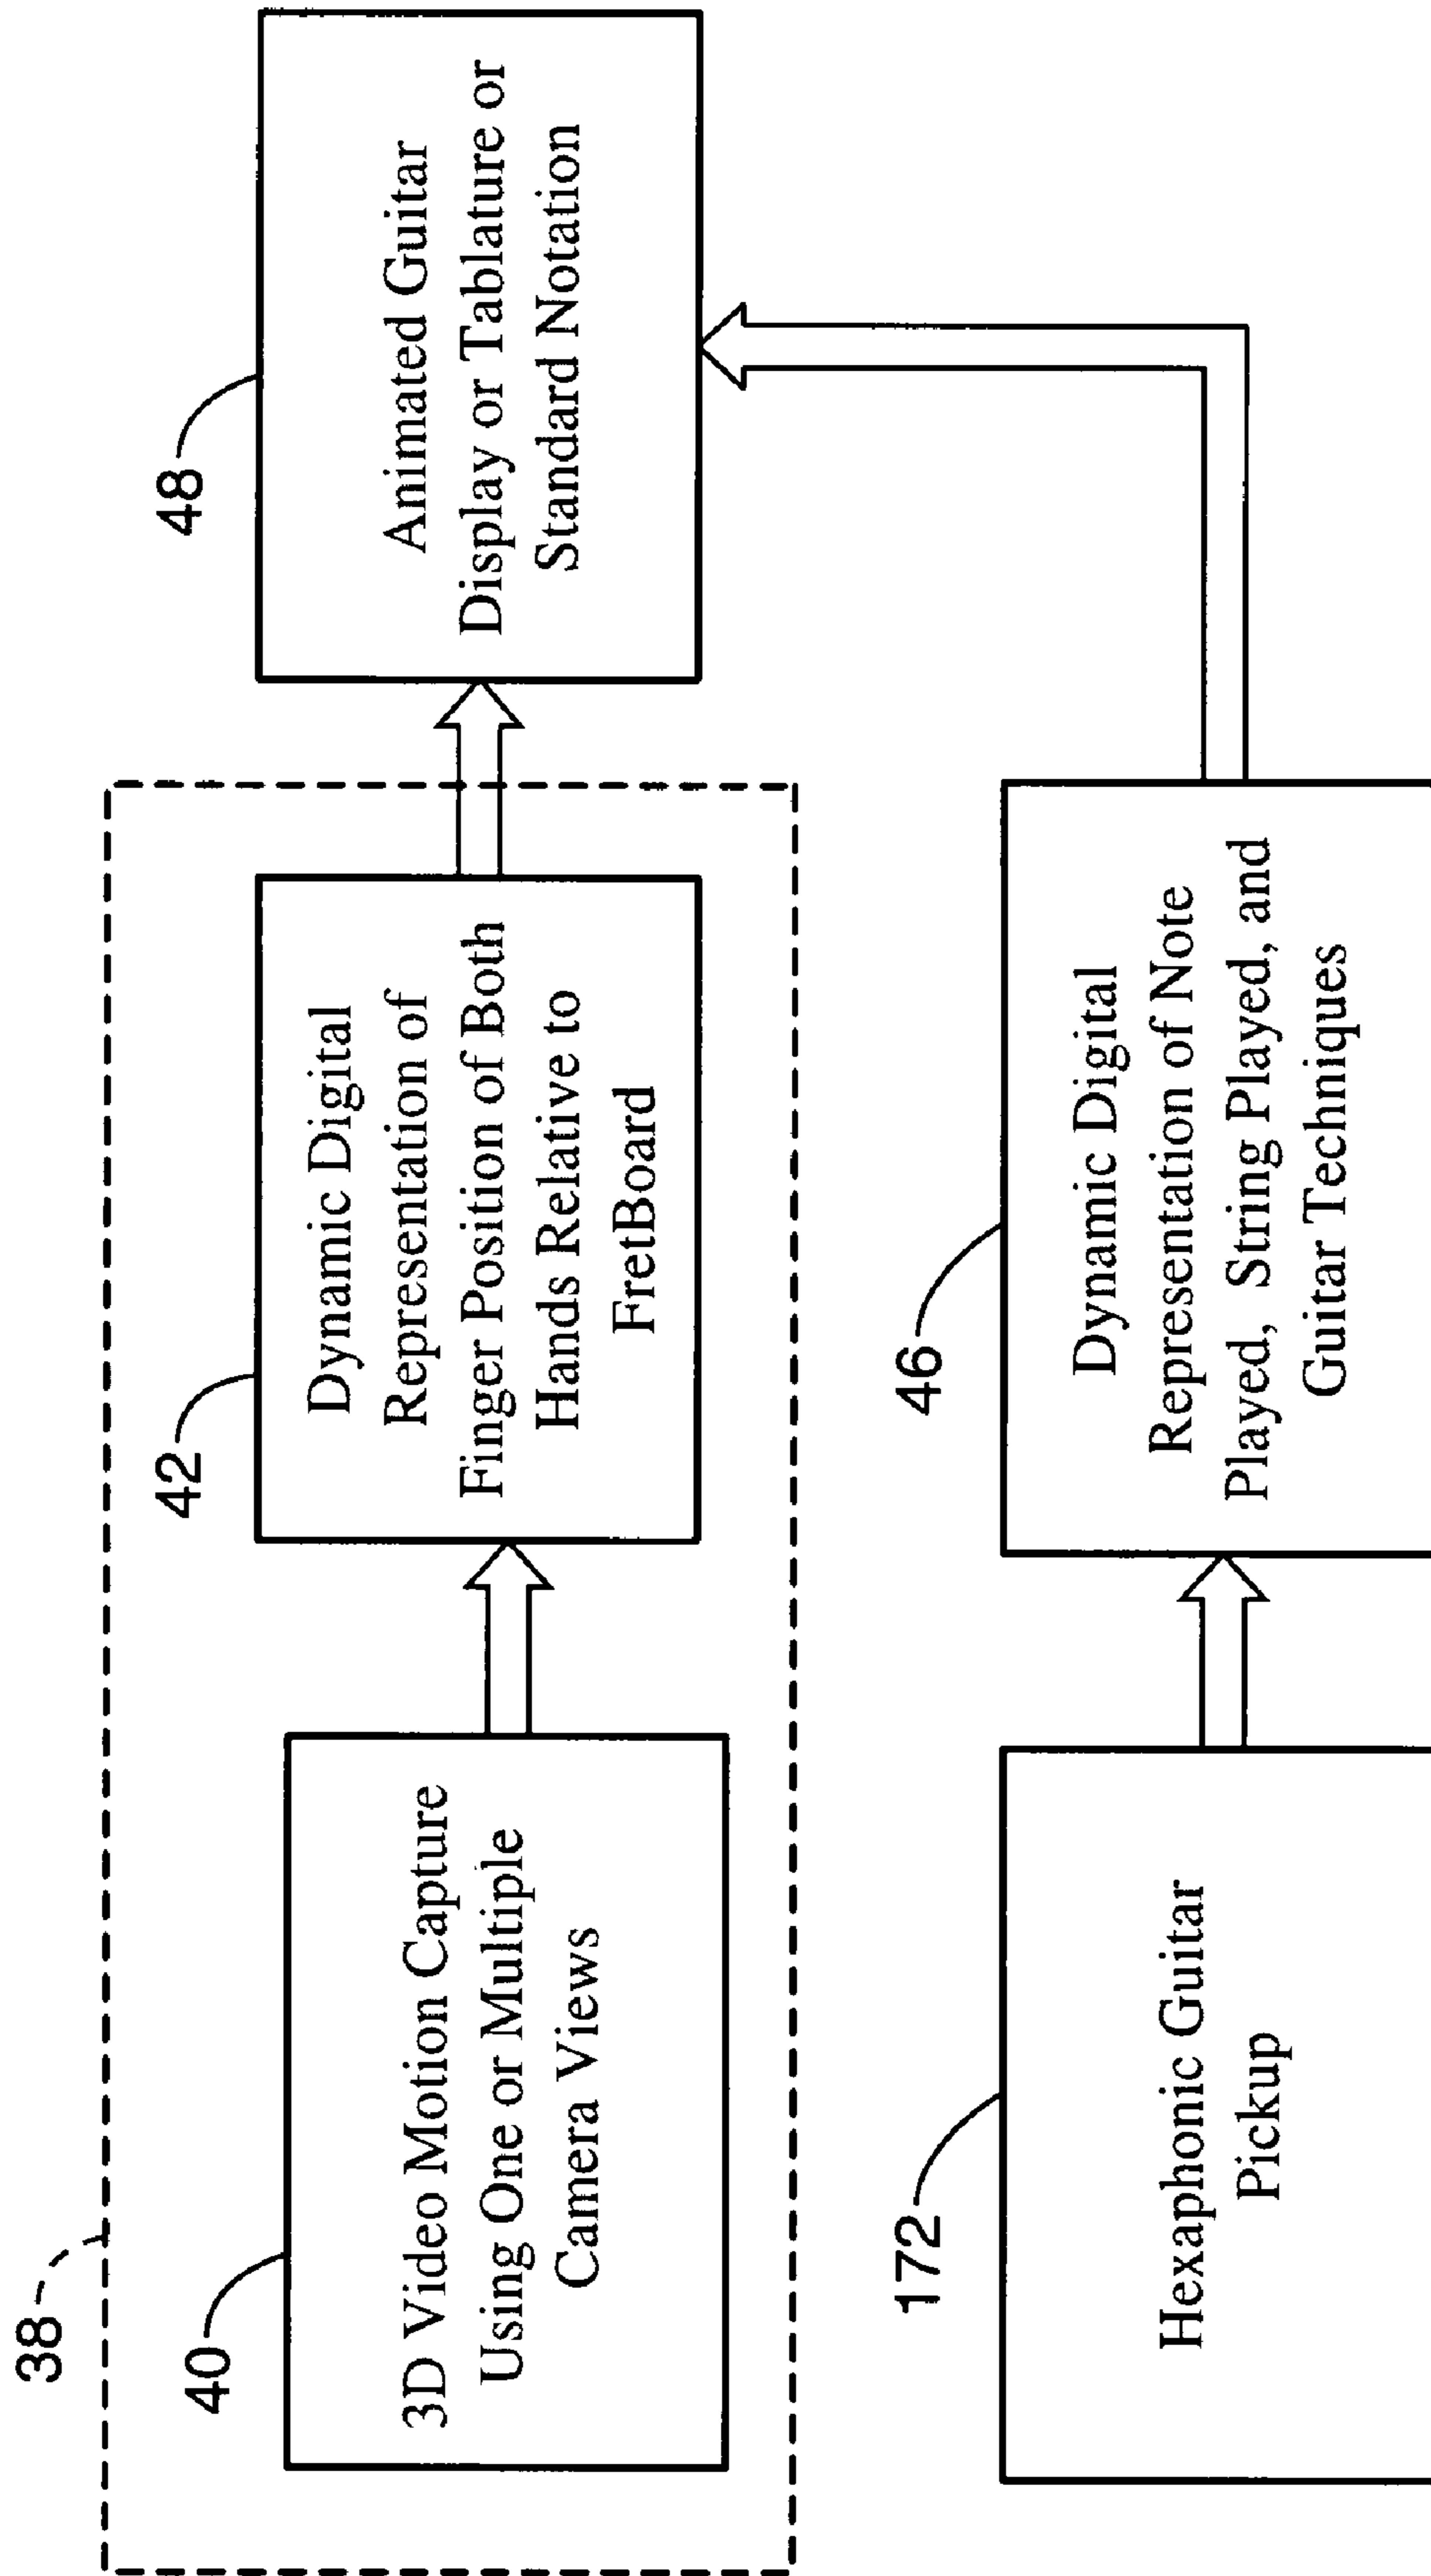 38
40
3D Video Motion Capture
Using One or Multiple
Camera Views
42
Dynamic Digital
Representation of
Finger Position of Both
Hands Relative to
FretBoard
48
Animated Guitar
Display or Tablature or
Standard Notation
172
Hexaphonic Guitar
Pickup
46
Dynamic Digital
Representation of Note
Played, String Played, and
Guitar Techniques